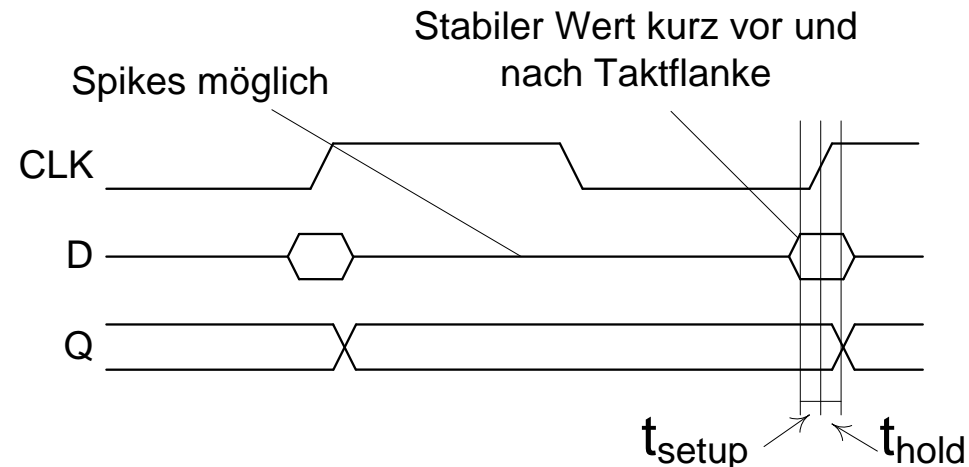 Stabiler Wert kurz vor und
nach Taktflanke
Spikes möglich
CLK
D
Q
tsetup
thold